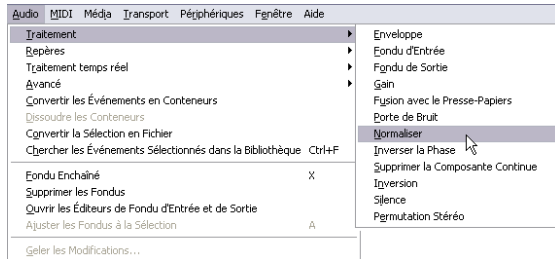 Audio MIDI Média Transport Périphériques Fenêtre Aide
Traitement
Repères
Traitement temps réel
Avancé
Convertir les Événements en Conteneurs
Dissoudre les Conteneurs
Convertir la Sélection en Fichier
Chercher les Événements Sélectionnés dans la Bibliothèque Ctrl+F
Fondu Enchaîné X
Supprimer les Fondus
Ouvrir les Éditeurs de Fondu d'Entrée et de Sortie
Ajuster les Fondus à la Sélection A
Geler les Modifications...
Enveloppe
Fondu d'Entrée
Fondu de Sortie
Gain
Fusion avec le Presse-Papiers
Porte de Bruit
Normaliser
Inverser la Phase
Supprimer la Composante Continue
Inversion
Silence
Permutation Stéréo